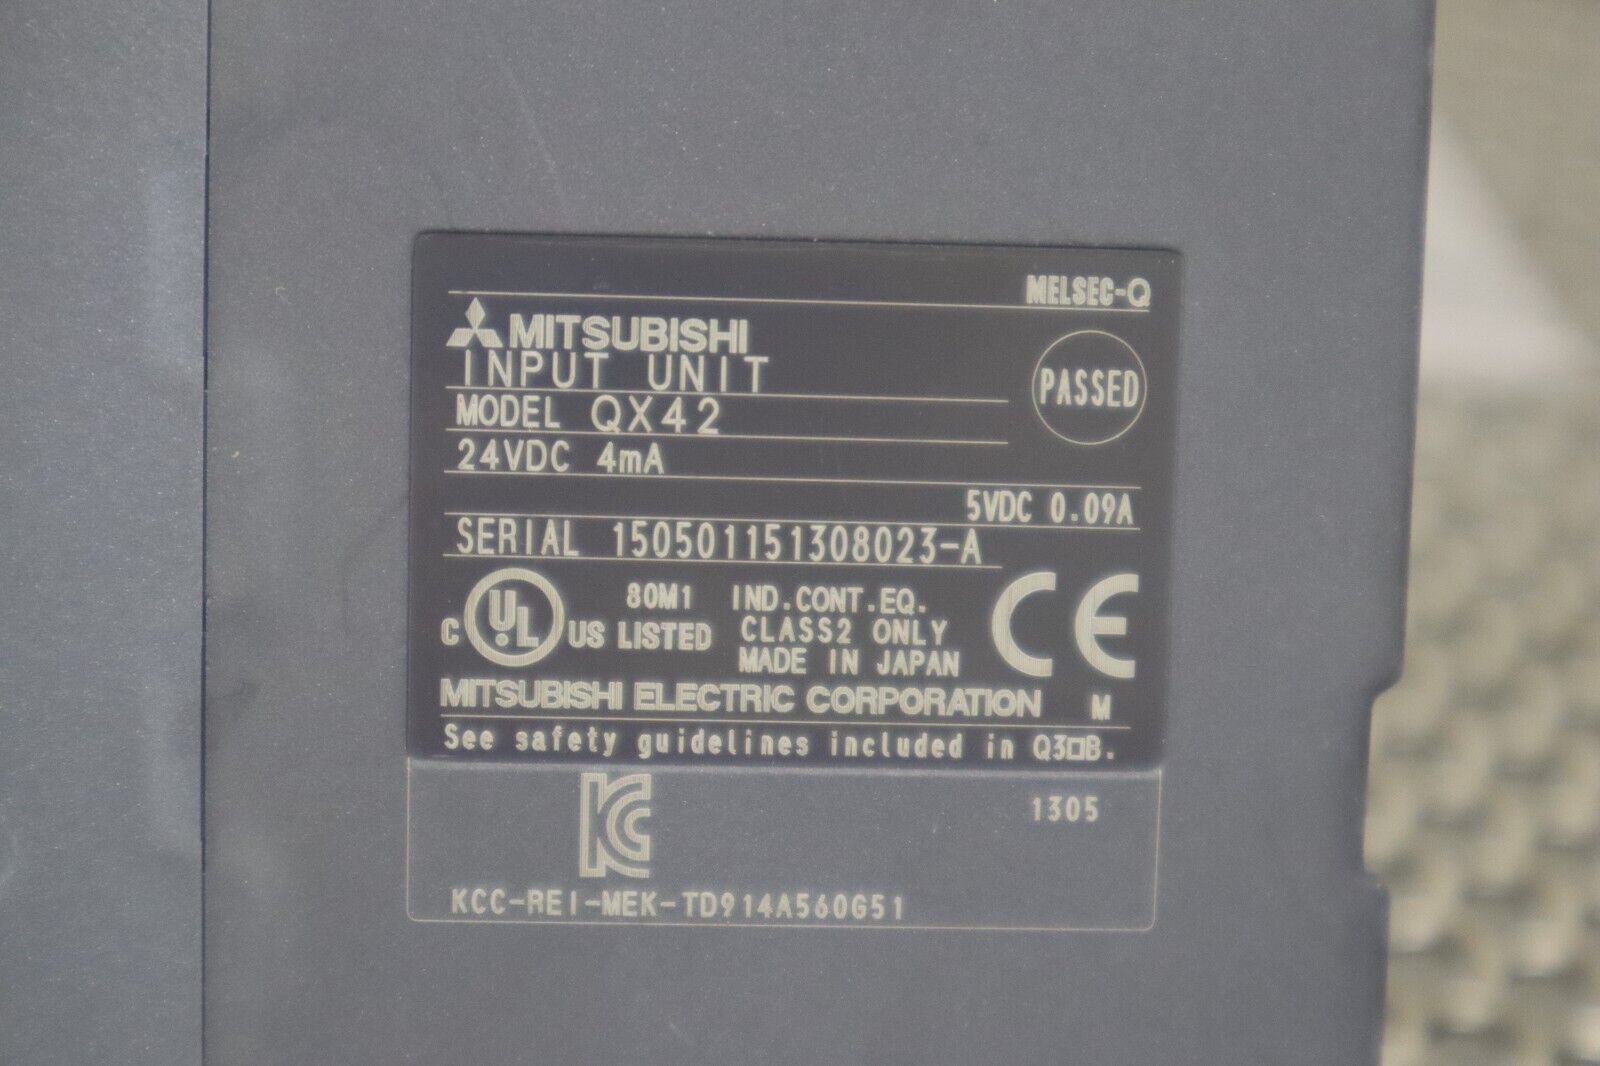 MELSEC-Q
MITSUBISHI
INPUT UNIT
PASSED
MODEL QX42
24VDC 4mA
5VDC 0.09A
SERIAL 150501151308023-A
C UL US LISTED 80M1 IND.CONT.EQ. CE
CLASS2 ONLY
MADE IN JAPAN
MITSUBISHI ELECTRIC CORPORATION M
See safety guidelines included in Q3□B.
KC 1305
KCC-REI-MEK-TD914A560G51